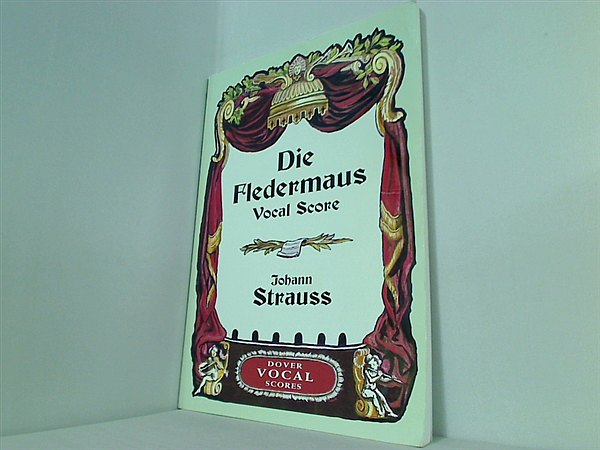 Die
Fledermaus
Vocal Score
Johann
Strauss
DOVER
VOCAL
SCORES